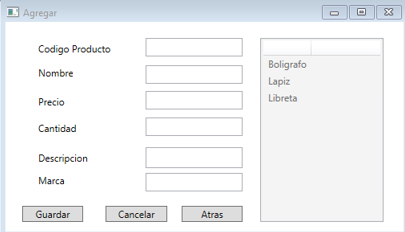 Agregar
Codigo Producto
Nombre
Precio
Cantidad
Descripcion
Marca
Guardar
Cancelar
Atras
Boligrafo
Lapiz
Libreta